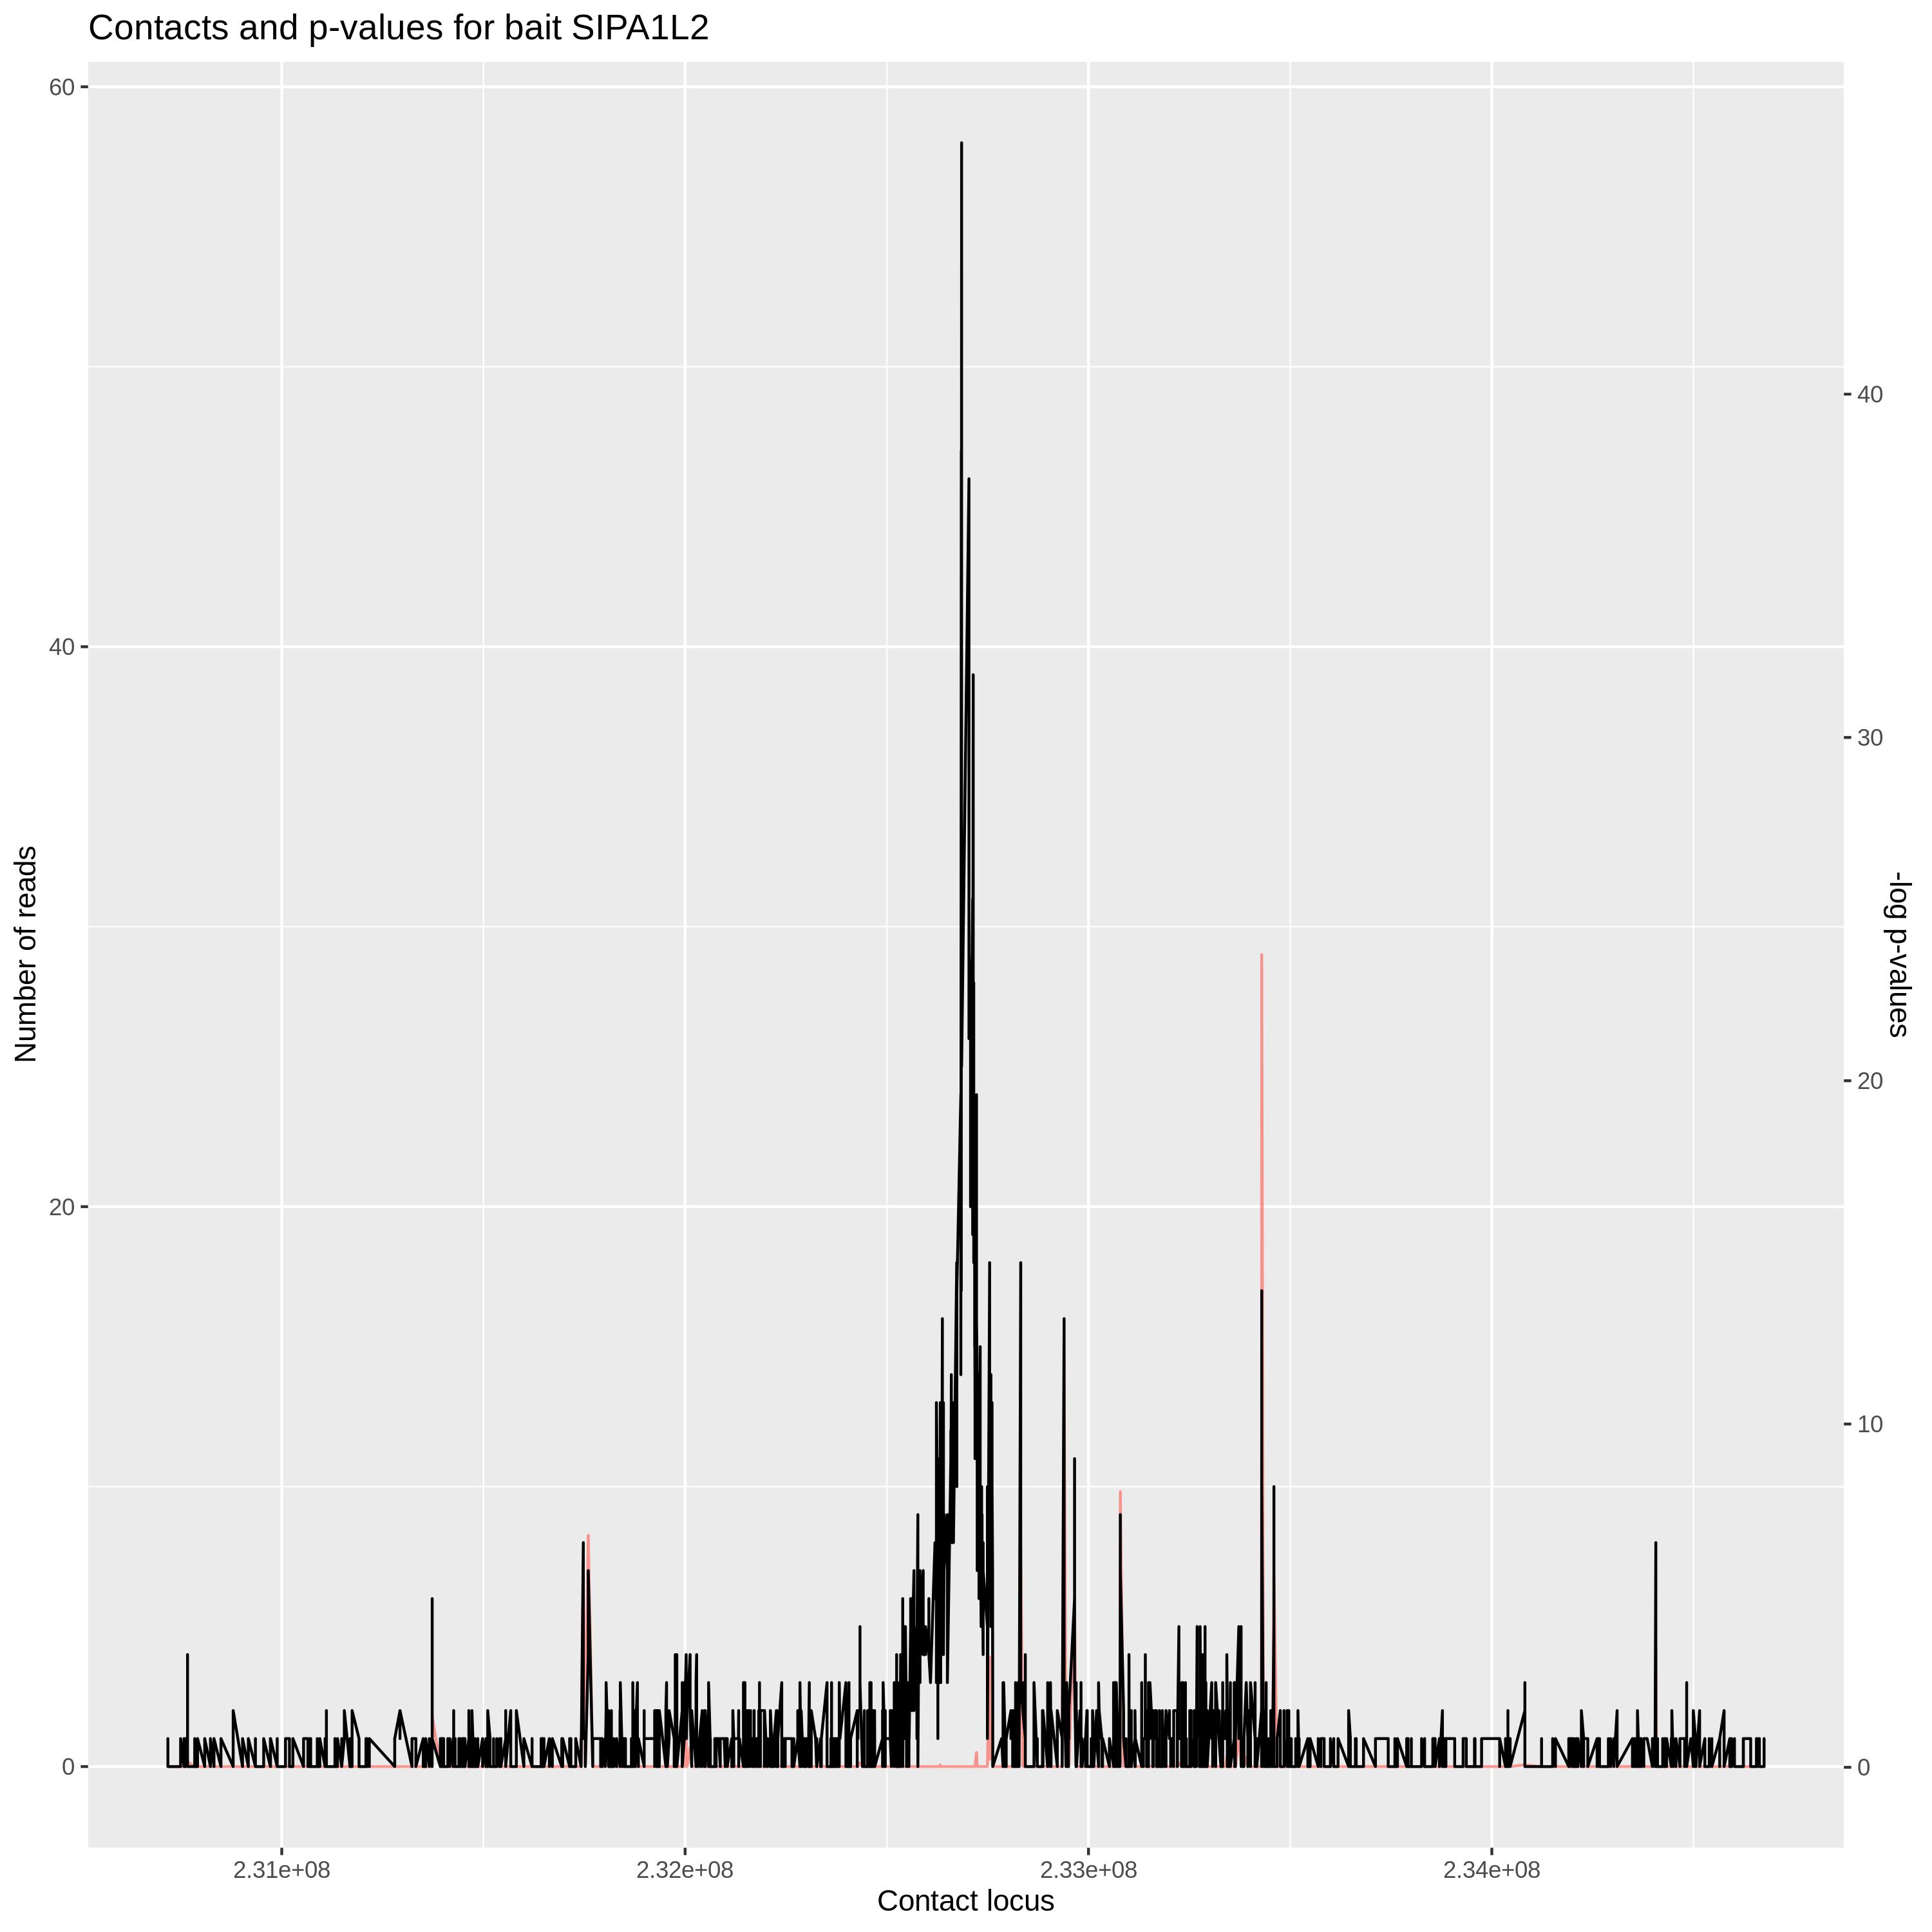 Contacts and p-values for bait SIPA1L2
60
40
20
0
Number of reads
40
30
20
10
0
-log p-values
2.31e+08
2.32e+08
2.33e+08
2.34e+08
Contact locus